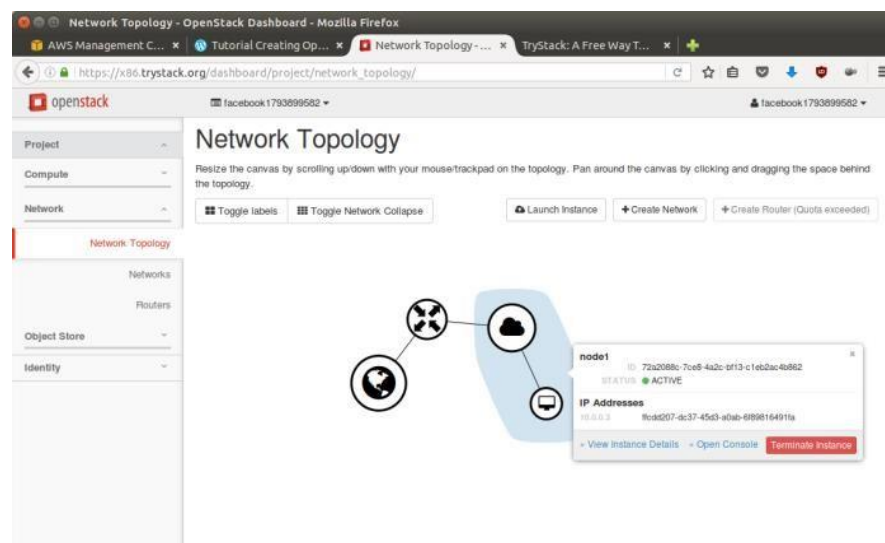 Network Topology - OpenStack Dashboard - Mozilla Firefox
AWS Management C... × Tutorial Creating Op... × Network Topology - ... × TryStack: A Free Way T... ×
https://x86.trystack.org/dashboard/project/network_topology/
openstack facebook1793899582 facebook1793899582
Project
Compute
Network
Network Topology
Networks
Routers
Object Store
Identity
Network Topology
Resize the canvas by scrolling up/down with your mouse/trackpad on the topology. Pan around the canvas by clicking and dragging the space behind
the topology.
Toggle labels Toggle Network Collapse Launch Instance +Create Network +Create Router (Quota exceeded)
node1 ×
ID 72a2088c-7ce8-4a2c-bf13-c1eb2ac4b862
STATUS ACTIVE
IP Addresses
10.0.0.3 ffcdd207-dc37-45d3-a0ab-6f89816491fa
» View Instance Details » Open Console Terminate Instance